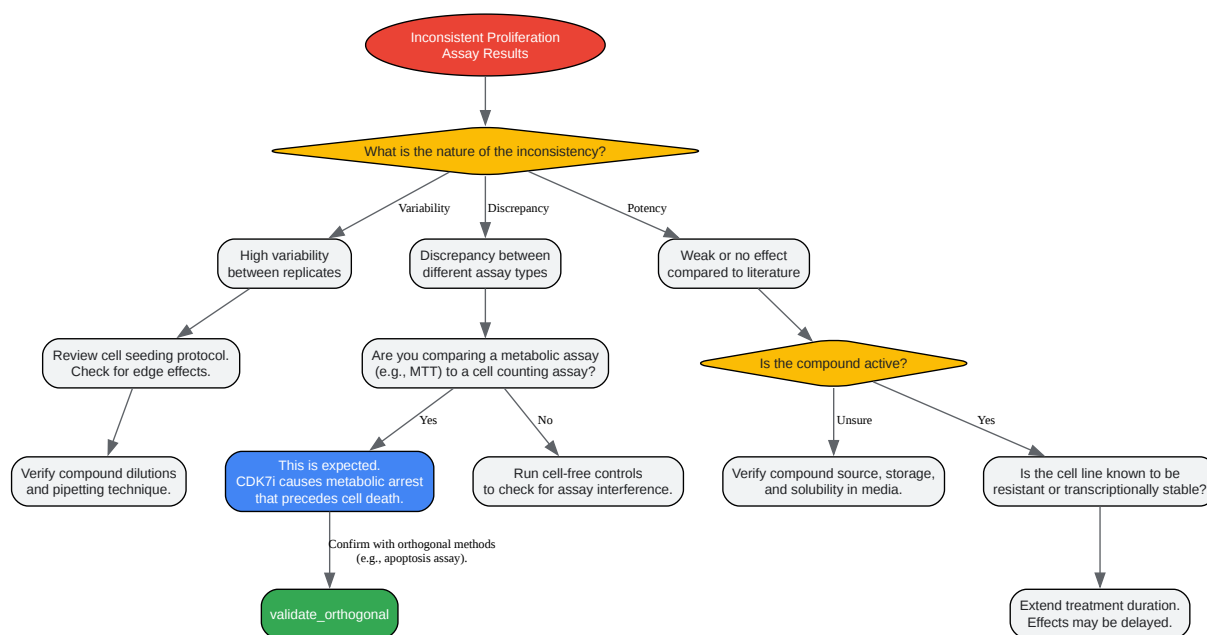 Inconsistent Proliferation
Assay Results
What is the nature of the inconsistency?
Variability
Discrepancy
Potency
High variability
between replicates
Discrepancy between
different assay types
Weak or no effect
compared to literature
Review cell seeding protocol.
Check for edge effects.
Are you comparing a metabolic assay
(e.g., MTT) to a cell counting assay?
Is the compound active?
Yes
No
Unsure
Yes
Verify compound dilutions
and pipetting technique.
This is expected.
CDK7i causes metabolic arrest
that precedes cell death.
Run cell-free controls
to check for assay interference.
Verify compound source, storage,
and solubility in media.
Is the cell line known to be
resistant or transcriptionally stable?
Confirm with orthogonal methods
(e.g., apoptosis assay).
validate_orthogonal
Extend treatment duration.
Effects may be delayed.